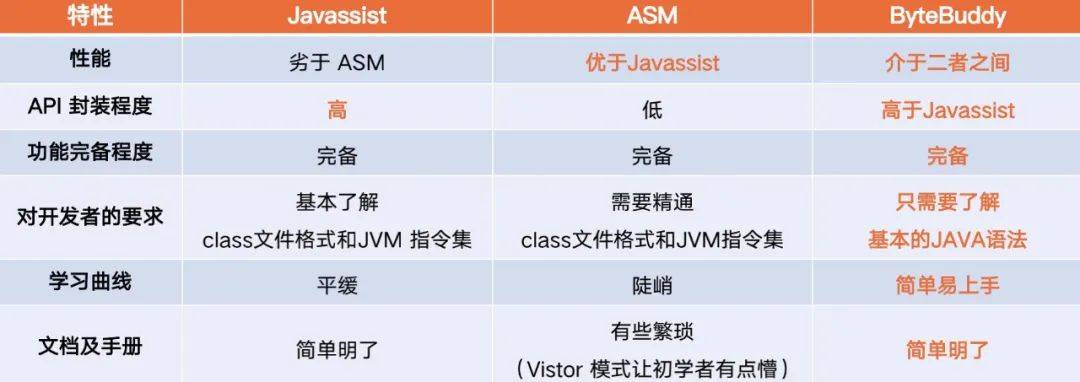 特性 Javassist ASM ByteBuddy
性能 劣于 ASM 优于Javassist 介于二者之间
API 封装程度 高 低 高于Javassist
功能完备程度 完备 完备 完备
对开发者的要求
基本了解
class文件格式和JVM 指令集
需要精通
class文件格式和JVM指令集
只需要了解
基本的JAVA语法
学习曲线 平缓 陡峭 简单易上手
文档及手册 简单明了
有些繁琐
(Vistor 模式让初学者有点懵)
简单明了